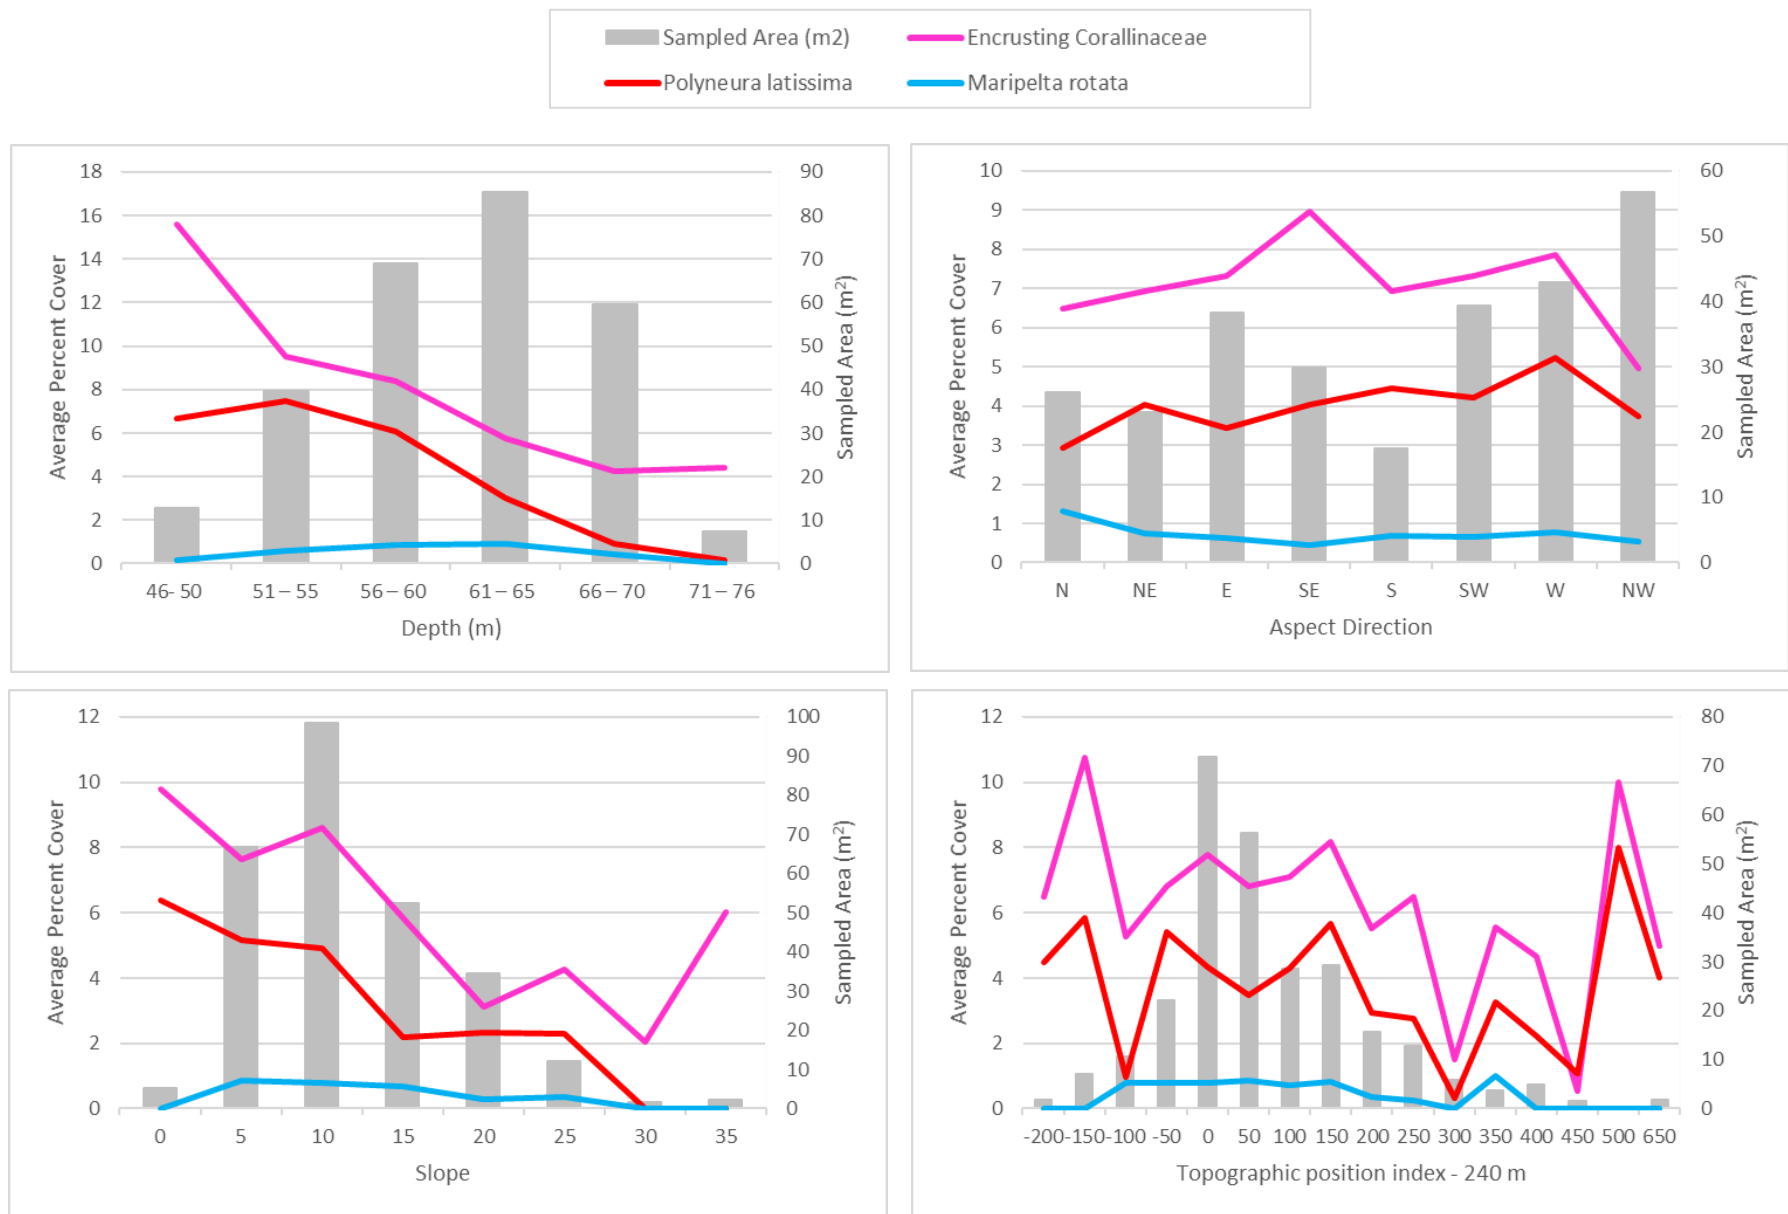 Sampled Area (m2) Encrusting Corallinaceae
Polyneura latissima Maripelta rotata
18 90
16 80
14 70
12 60
10 50
8 40
6 30
4 20
2 10
0 0
Average Percent Cover
Sampled Area (m²)
46- 50 51 – 55 56 – 60 61 – 65 66 – 70 71 – 76
Depth (m)
10 60
9
8 50
7
6 40
5 30
4
3 20
2
1 10
0 0
Average Percent Cover
Sampled Area (m²)
N NE E SE S SW W NW
Aspect Direction
12 100
90
10 80
70
8
60
6 50
40
4
30
2 20
10
0 0
Average Percent Cover
Sampled Area (m²)
0 5 10 15 20 25 30 35
Slope
12 80
70
10
60
8
50
6 40
30
4
20
2
10
0 0
Average Percent Cover
Sampled Area (m²)
-200 -150 -100 -50 0 50 100 150 200 250 300 350 400 450 500 650
Topographic position index - 240 m